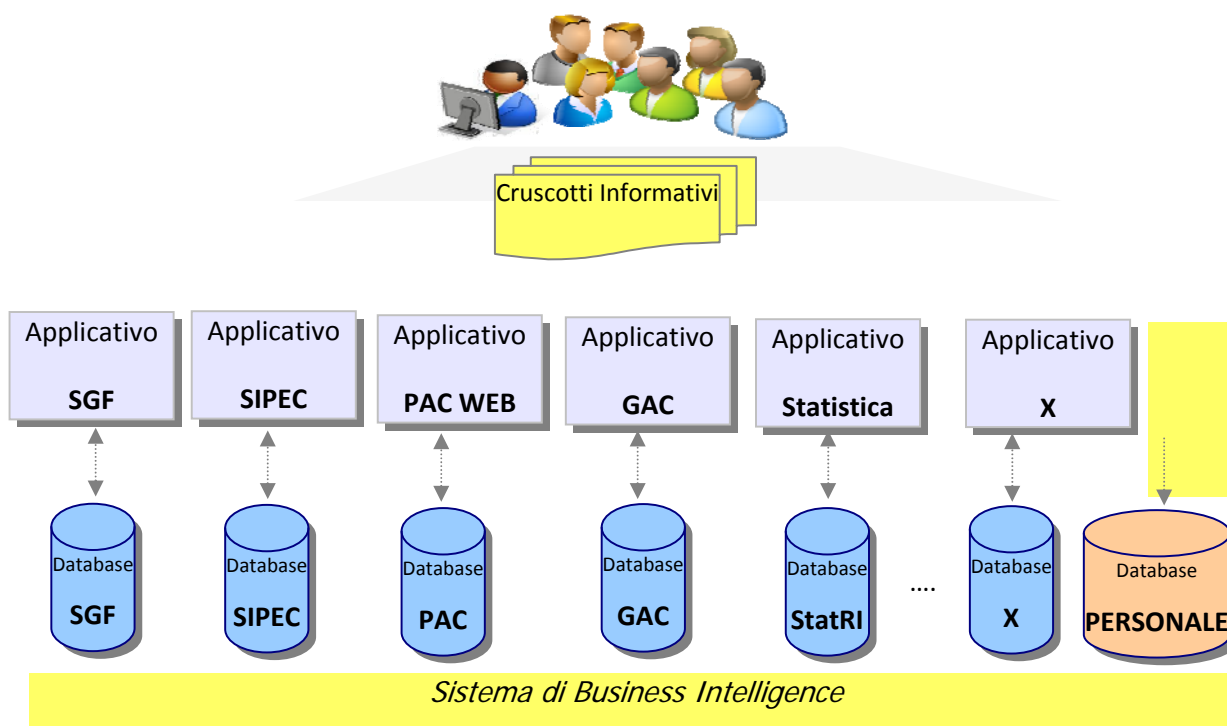 Cruscotti Informativi
Applicativo
SGF
Applicativo
SIPEC
Applicativo
PAC WEB
Applicativo
GAC
Applicativo
Statistica
Applicativo
X
Database
SGF
Database
SIPEC
Database
PAC
Database
GAC
Database
StatRI
....
Database
X
Database
PERSONALE
Sistema di Business Intelligence